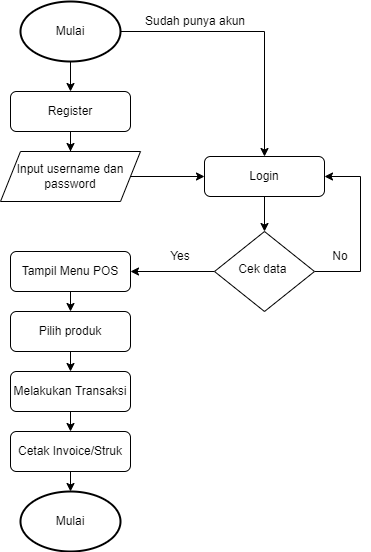 Mulai
Sudah punya akun
Register
Input username dan
password
Login
Cek data
Yes
No
Tampil Menu POS
Pilih produk
Melakukan Transaksi
Cetak Invoice/Struk
Mulai